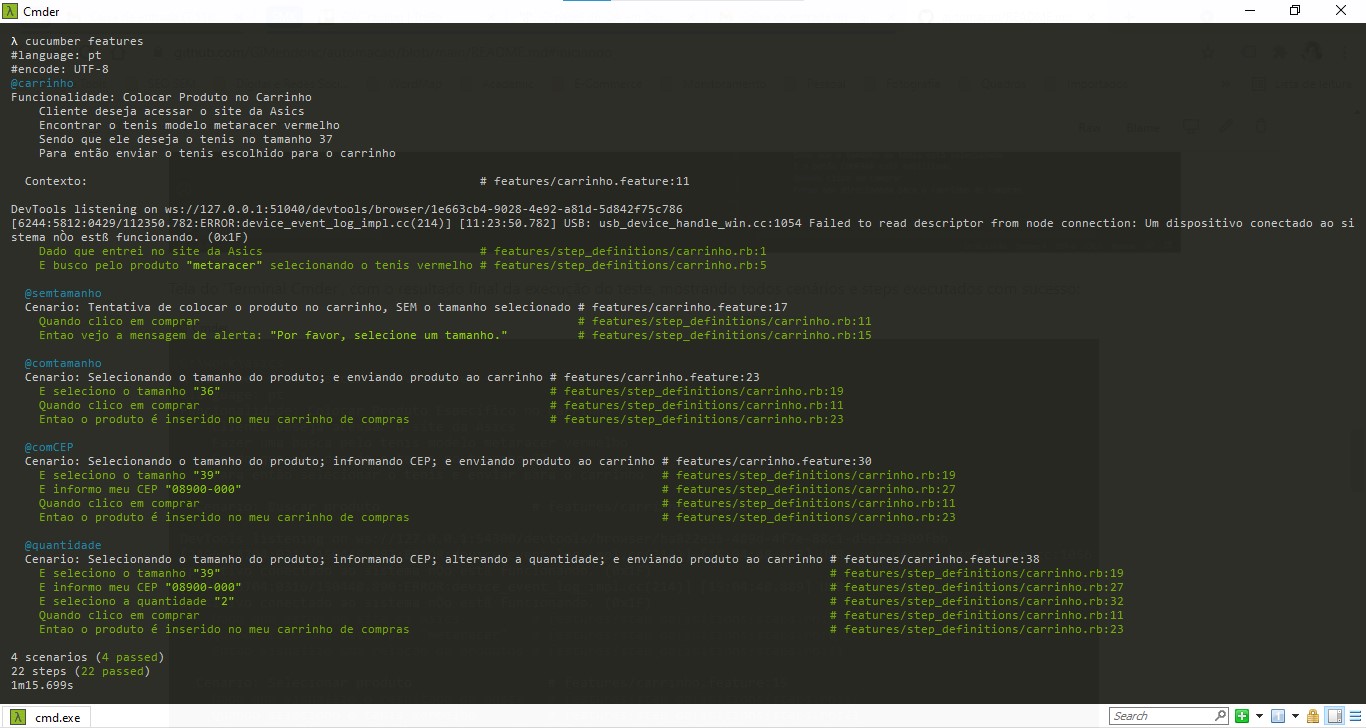 Cmder
λ cucumber features
#language: pt
#encode: UTF-8
@carrinho
Funcionalidade: Colocar Produto no Carrinho
Cliente deseja acessar o site da Asics
Encontrar o tenis modelo metaracer vermelho
Sendo que ele deseja o tenis no tamanho 37
Para então enviar o tenis escolhido para o carrinho
Contexto: # features/carrinho.feature:11
DevTools listening on ws://127.0.0.1:51040/devtools/browser/1e663cb4-9028-4e92-a81d-5d842f75c786
[6244:5812:0429/112350.782:ERROR:device_event_log_impl.cc(214)] [11:23:50.782] USB: usb_device_handle_win.cc:1054 Failed to read descriptor from node connection: Um dispositivo conectado ao si
stema nÒo estß funcionando. (0x1F)
Dado que entrei no site da Asics # features/step_definitions/carrinho.rb:1
E busco pelo produto "metaracer" selecionando o tenis vermelho # features/step_definitions/carrinho.rb:5
@semtamanho
Cenario: Tentativa de colocar o produto no carrinho, SEM o tamanho selecionado # features/carrinho.feature:17
Quando clico em comprar # features/step_definitions/carrinho.rb:11
Entao vejo a mensagem de alerta: "Por favor, selecione um tamanho." # features/step_definitions/carrinho.rb:15
@comtamanho
Cenario: Selecionando o tamanho do produto; e enviando produto ao carrinho # features/carrinho.feature:23
E seleciono o tamanho "36" # features/step_definitions/carrinho.rb:19
Quando clico em comprar # features/step_definitions/carrinho.rb:11
Entao o produto é inserido no meu carrinho de compras # features/step_definitions/carrinho.rb:23
@comCEP
Cenario: Selecionando o tamanho do produto; informando CEP; e enviando produto ao carrinho # features/carrinho.feature:30
E seleciono o tamanho "39" # features/step_definitions/carrinho.rb:19
E informo meu CEP "08900-000" # features/step_definitions/carrinho.rb:27
Quando clico em comprar # features/step_definitions/carrinho.rb:11
Entao o produto é inserido no meu carrinho de compras # features/step_definitions/carrinho.rb:23
@quantidade
Cenario: Selecionando o tamanho do produto; informando CEP; alterando a quantidade; e enviando produto ao carrinho # features/carrinho.feature:38
E seleciono o tamanho "39" # features/step_definitions/carrinho.rb:19
E informo meu CEP "08900-000" # features/step_definitions/carrinho.rb:27
E seleciono a quantidade "2" # features/step_definitions/carrinho.rb:32
Quando clico em comprar # features/step_definitions/carrinho.rb:11
Entao o produto é inserido no meu carrinho de compras # features/step_definitions/carrinho.rb:23
4 scenarios (4 passed)
22 steps (22 passed)
1m15.699s
cmd.exe
Search